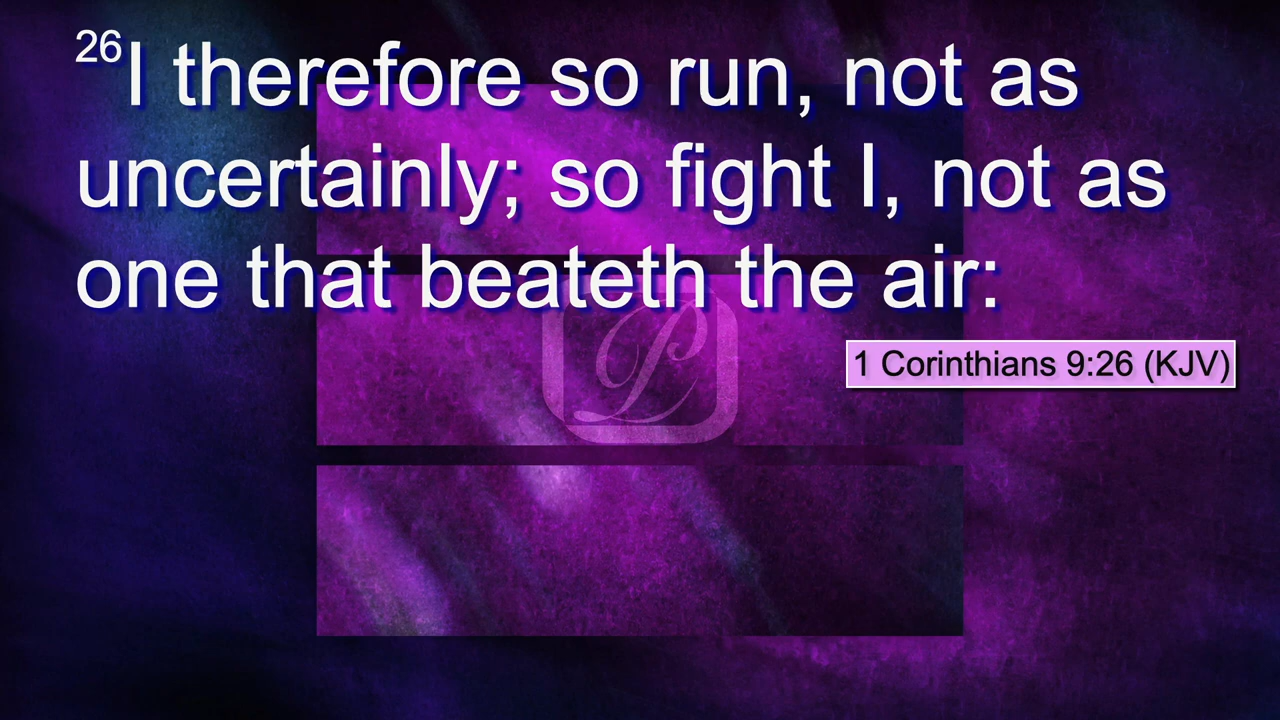 26I therefore so run, not as
uncertainly; so fight I, not as
one that beateth the air:
1 Corinthians 9:26 (KJV)
P